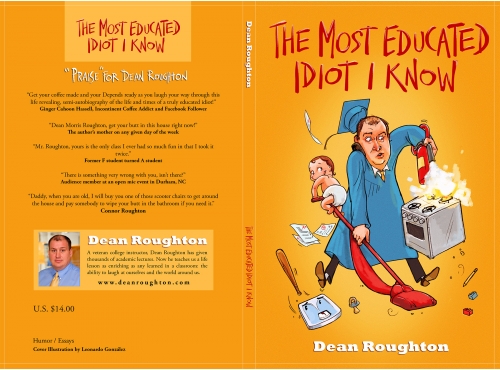 The Most Educated
Idiot I Know
"Praise" for Dean Roughton
"Get your coffee made and your Depends ready as you laugh your way through this
life revealing, semi-autobiography of the life and times of a truly educated idiot!"
Ginger Cahoon Hassell, Incontinent Coffee Addict and Facebook Follower
"Dean Morris Roughton, get your butt in this house right now!"
The author's mother on any given day of the week
"Mr. Roughton, yours is the only class I ever had so much fun in that I took it
twice."
Former F student turned A student
"There is something very wrong with you, isn't there?"
Audience member at an open mic event in Durham, NC
"Daddy, when you are old, I will buy you one of those scooter chairs to get around
the house and pay somebody to wipe your butt in the bathroom if you need it."
Connor Roughton
Dean Roughton
A veteran college instructor, Dean Roughton has given
thousands of academic lectures. Now he teaches us a life
lesson as enriching as any learned in a classroom: the
ability to laugh at ourselves and the world around us.
www.deanroughton.com
U.S. $14.00
Humor / Essays
Cover Illustration by Leonardo González.
Dean Roughton
The Most Educated Idiot I Know
The Most Educated
Idiot I Know
Dean Roughton